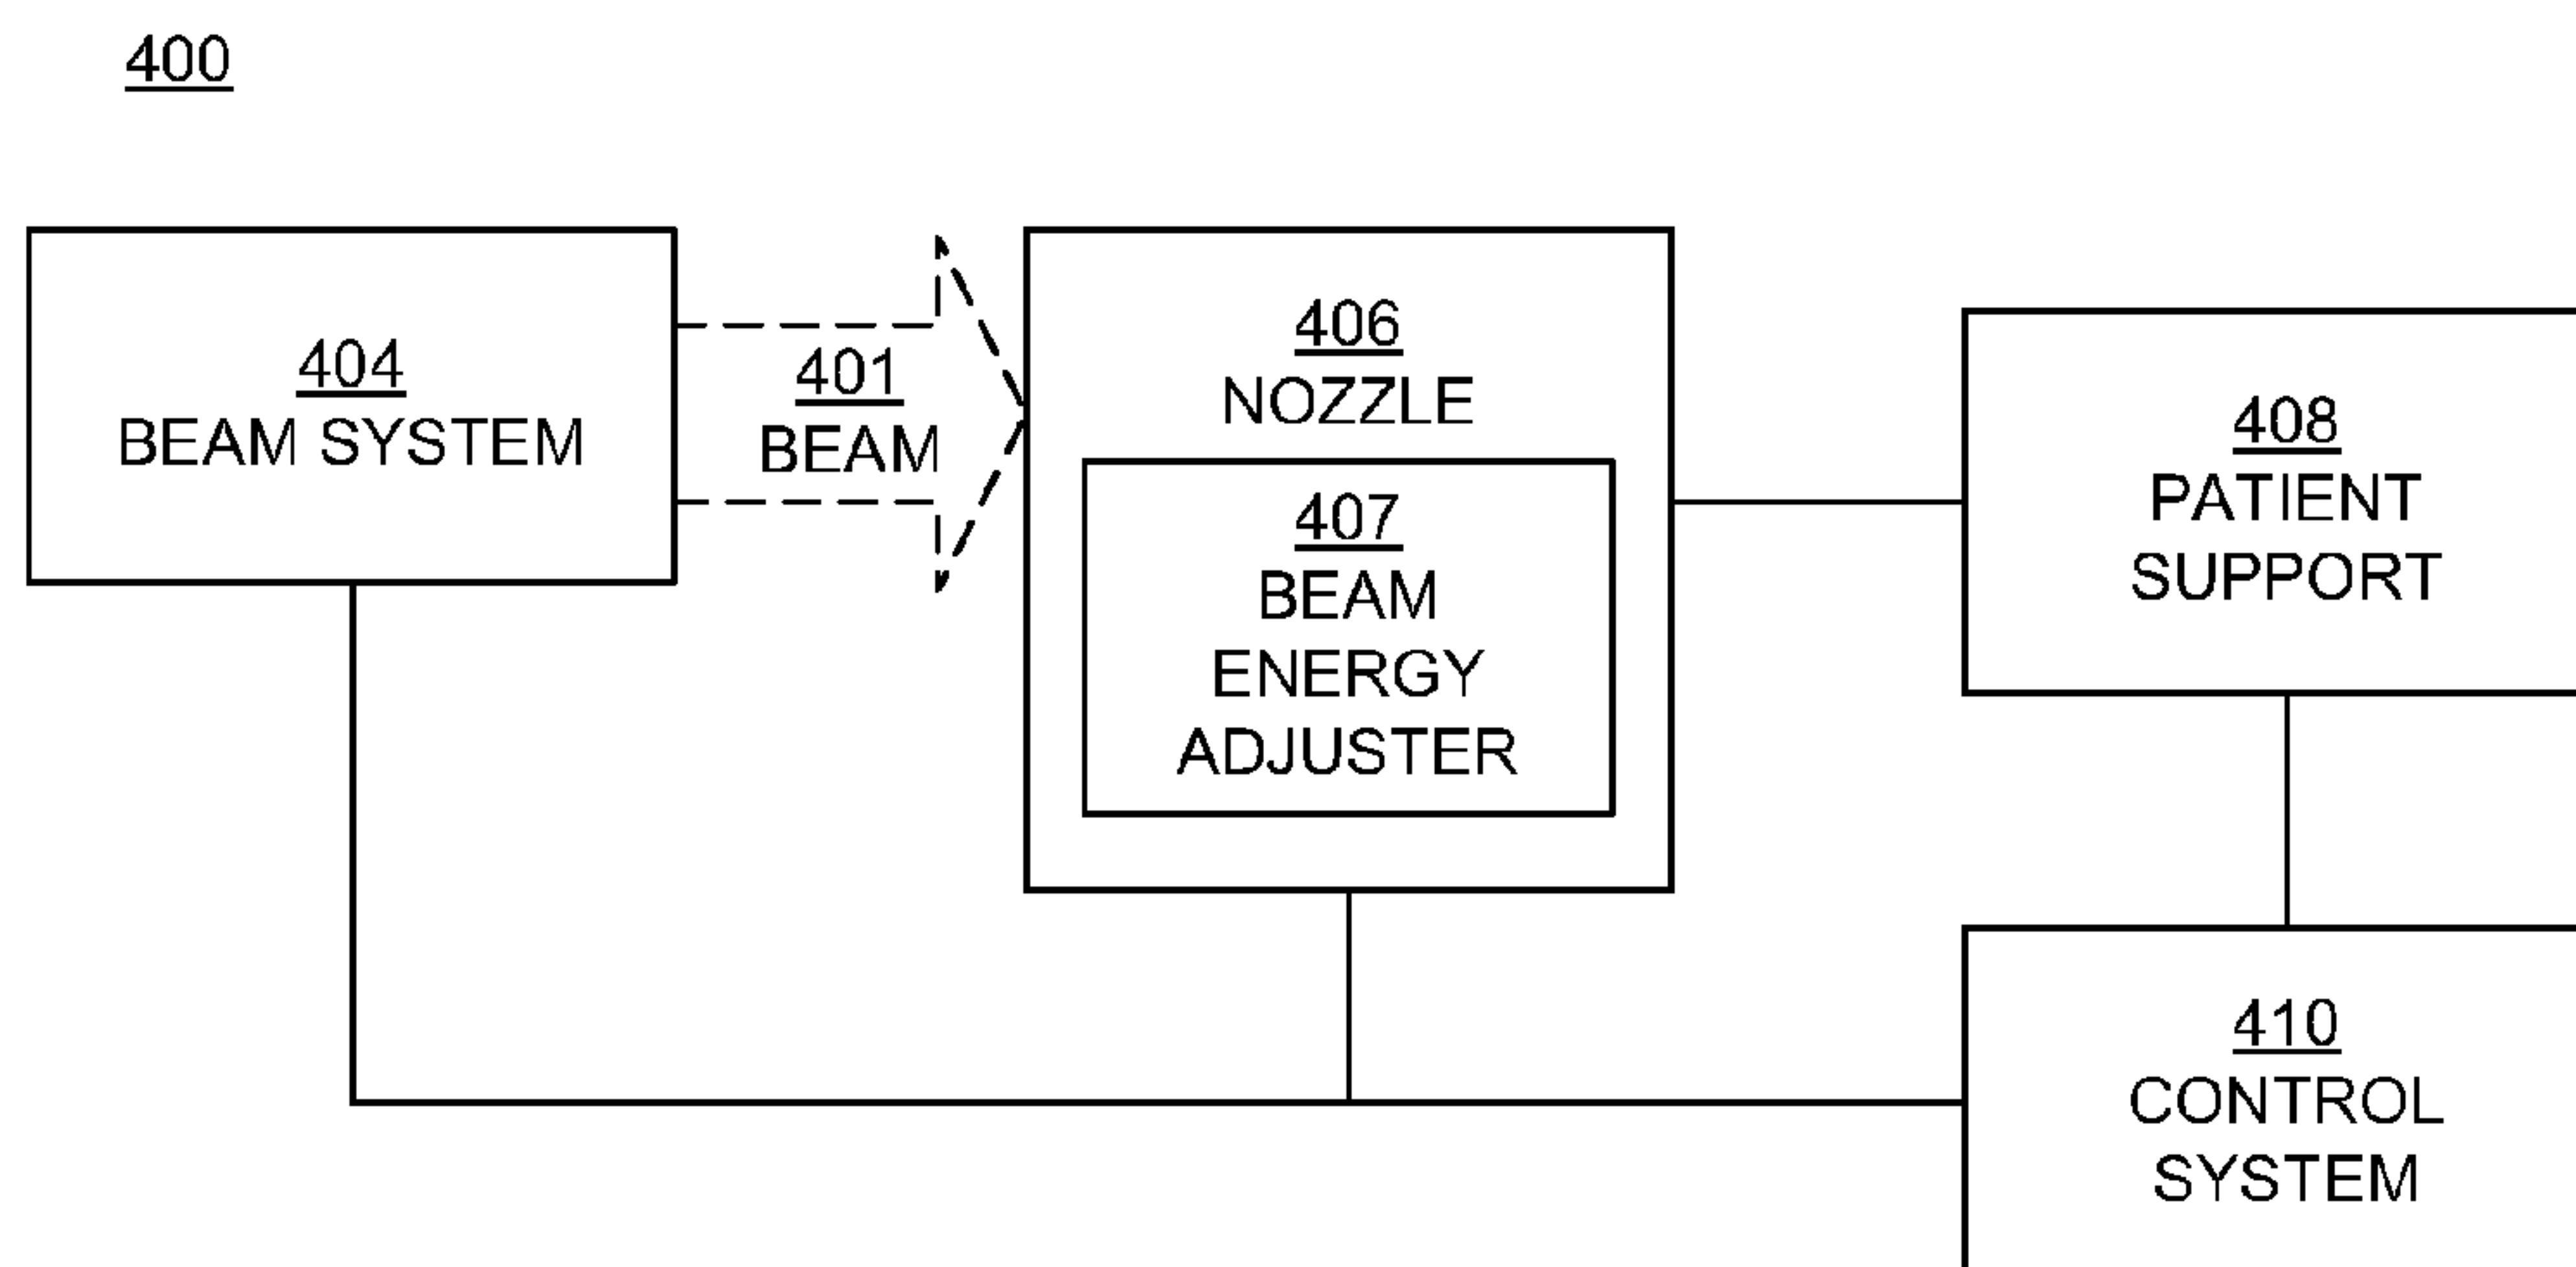 400
404
BEAM SYSTEM
401
BEAM
406
NOZZLE
407
BEAM
ENERGY
ADJUSTER
408
PATIENT
SUPPORT
410
CONTROL
SYSTEM